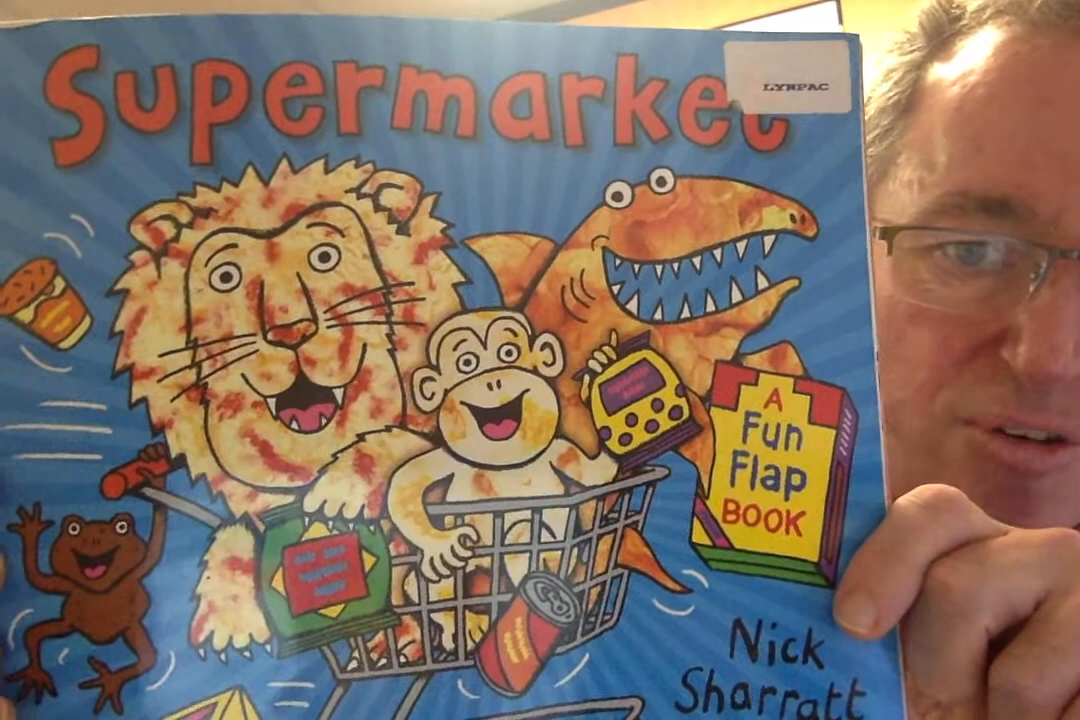 Supermarket
LYNPAC
A
Fun
Flap
BOOK
Nick
Sharratt